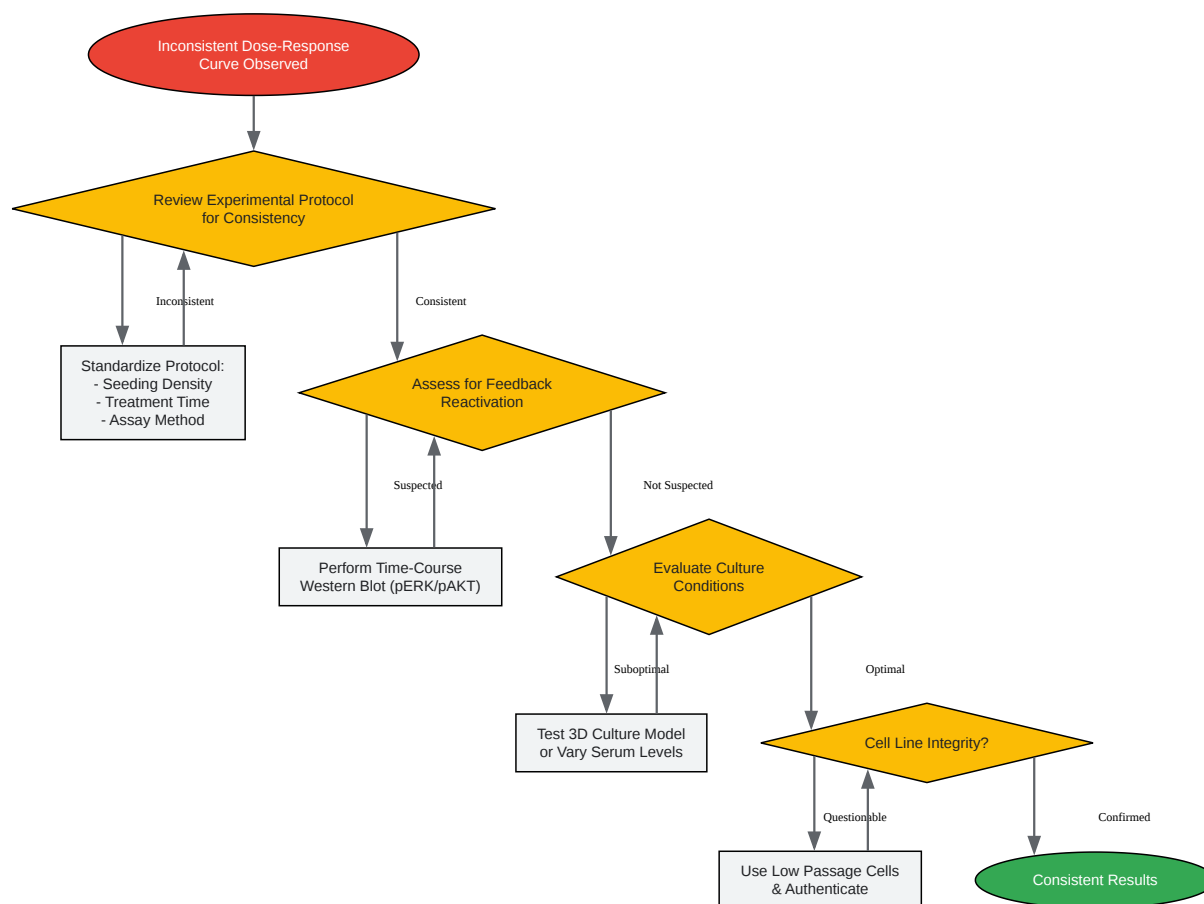 Inconsistent Dose-Response
Curve Observed
Review Experimental Protocol
for Consistency
Inconsistent
Consistent
Standardize Protocol:
- Seeding Density
- Treatment Time
- Assay Method
Assess for Feedback
Reactivation
Suspected
Not Suspected
Perform Time-Course
Western Blot (pERK/pAKT)
Evaluate Culture
Conditions
Suboptimal
Optimal
Test 3D Culture Model
or Vary Serum Levels
Cell Line Integrity?
Questionable
Confirmed
Use Low Passage Cells
& Authenticate
Consistent Results